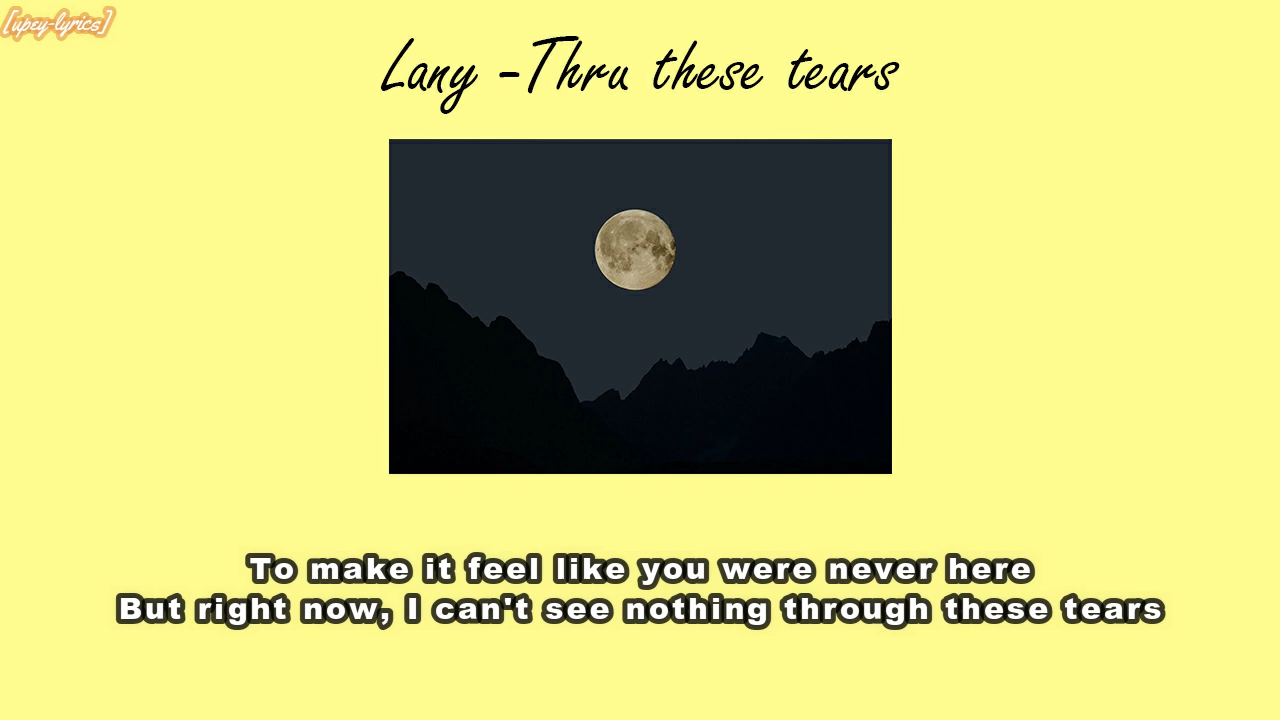 [upey-lyrics]
Lany -Thru these tears
To make it feel like you were never here
But right now, I can't see nothing through these tears